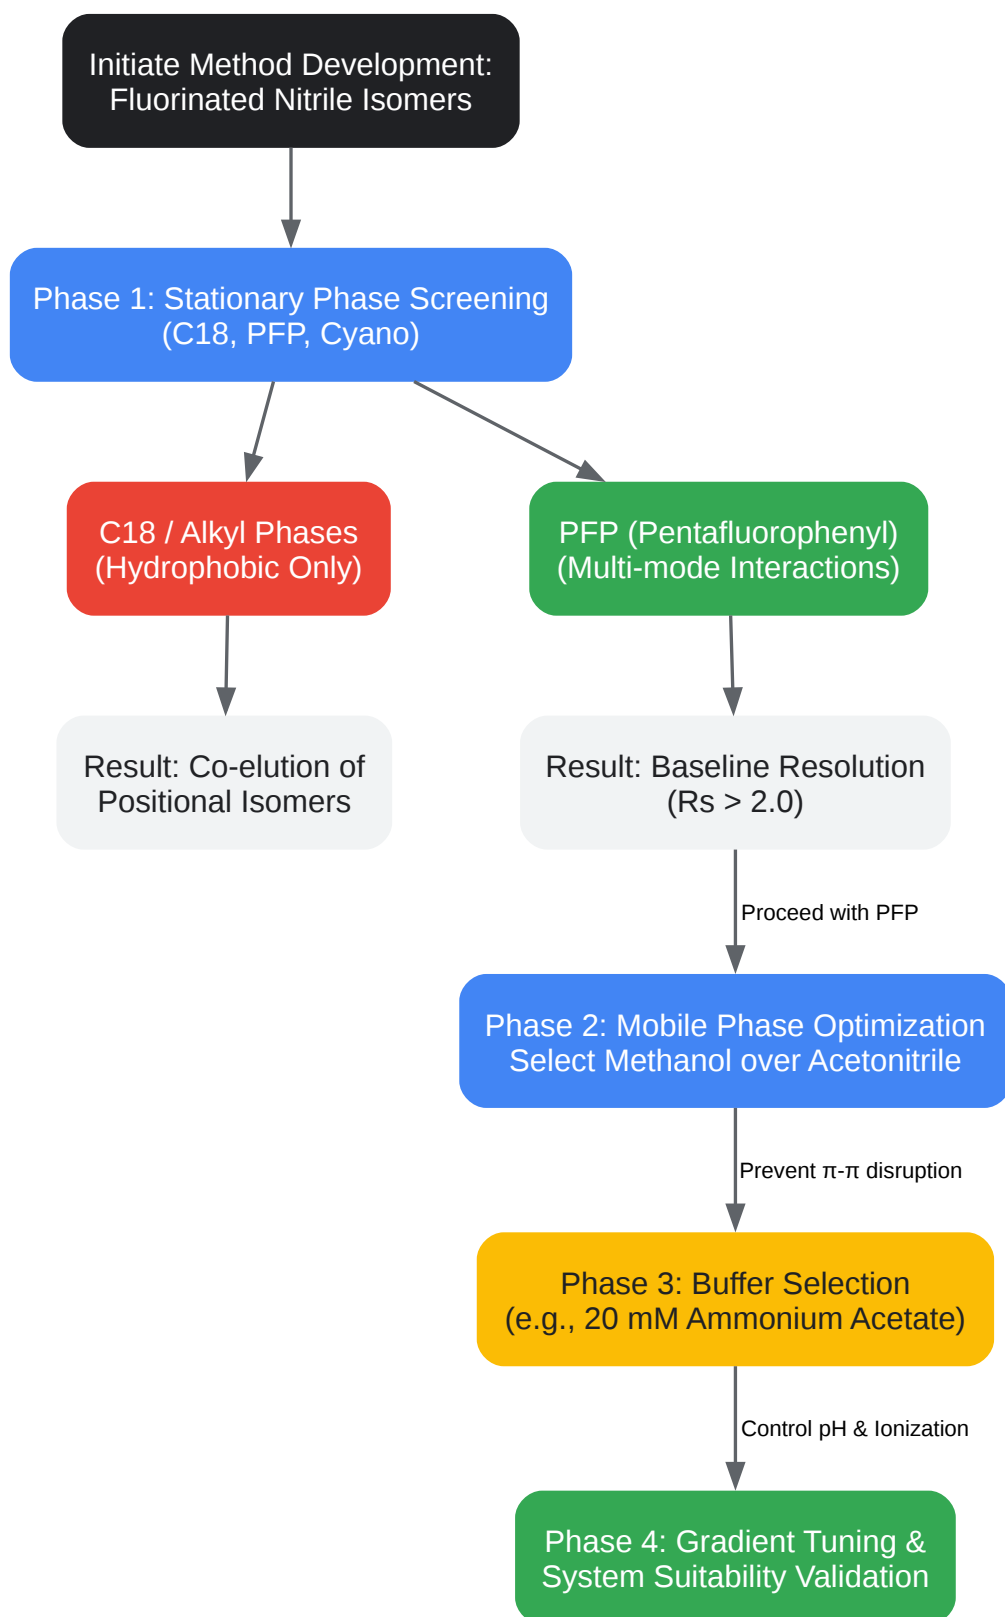 Initiate Method Development:
Fluorinated Nitrile Isomers
Phase 1: Stationary Phase Screening
(C18, PFP, Cyano)
C18 / Alkyl Phases
(Hydrophobic Only)
PFP (Pentafluorophenyl)
(Multi-mode Interactions)
Result: Co-elution of
Positional Isomers
Result: Baseline Resolution
(Rs > 2.0)
Proceed with PFP
Phase 2: Mobile Phase Optimization
Select Methanol over Acetonitrile
Prevent π-π disruption
Phase 3: Buffer Selection
(e.g., 20 mM Ammonium Acetate)
Control pH & Ionization
Phase 4: Gradient Tuning &
System Suitability Validation